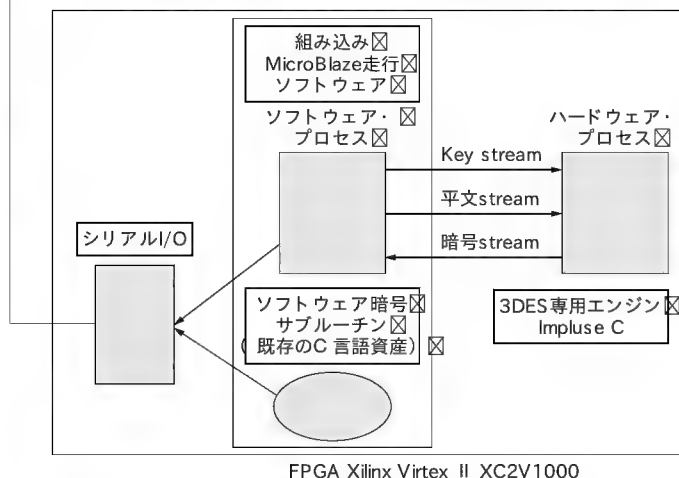 組み込み
MicroBlaze走行
ソフトウェア
ソフトウェア・
プロセス
ハードウェア・
プロセス
Key stream
平文stream
暗号stream
シリアルI/O
ソフトウェア暗号
サブルーチン
(既存のC言語資産)
3DES専用エンジン
Impluse C
FPGA Xilinx Virtex II XC2V1000